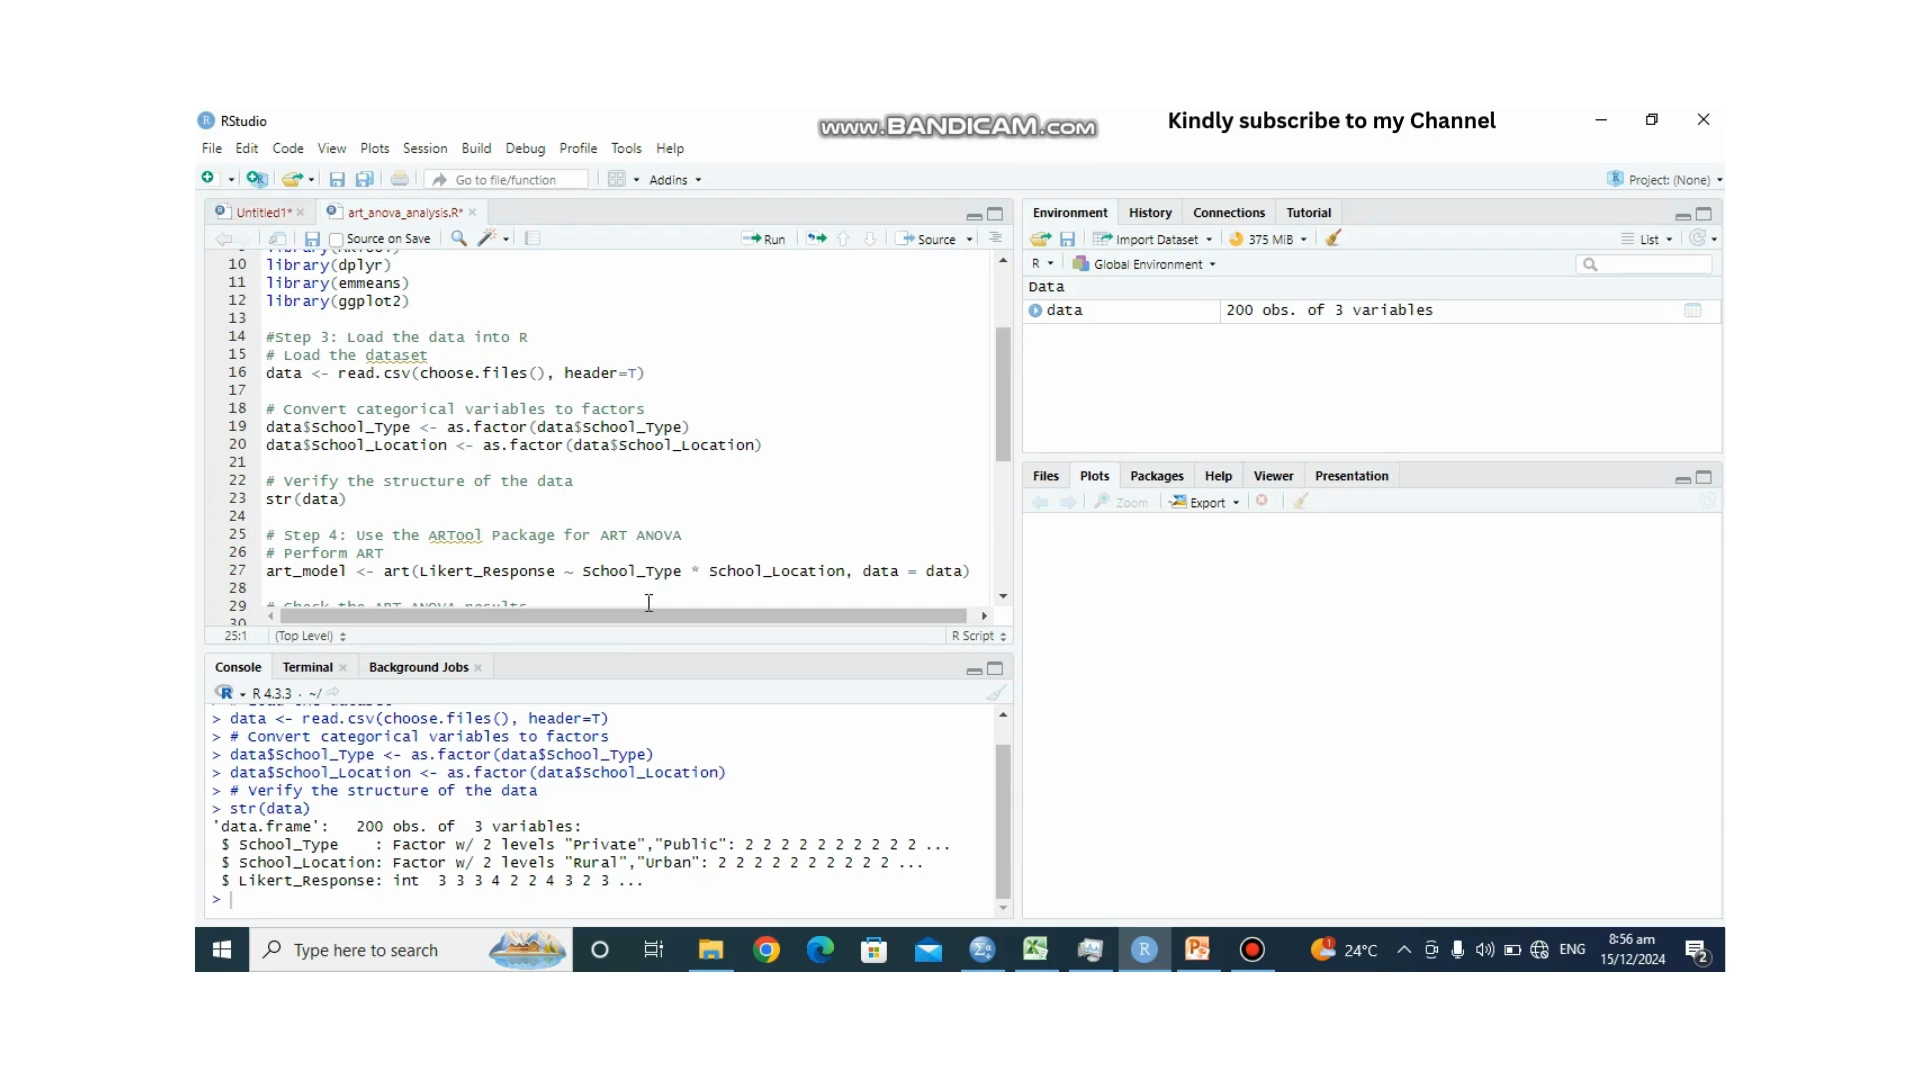 RStudio
www.BANDICAM.com
Kindly subscribe to my Channel
File Edit Code View Plots Session Build Debug Profile Tools Help
Go to file/function
Addins
Project: (None)
Untitled1*
art_anova_analysis.R*
Source on Save
Run
Source
10 library(dplyr)
11 library(emmeans)
12 library(ggplot2)
13
14 #Step 3: Load the data into R
15 # Load the dataset
16 data <- read.csv(choose.files(), header=T)
17
18 # Convert categorical variables to factors
19 data$School_Type <- as.factor(data$School_Type)
20 data$School_Location <- as.factor(data$School_Location)
21
22 # Verify the structure of the data
23 str(data)
24
25 # Step 4: Use the ARTool Package for ART ANOVA
26 # Perform ART
27 art_model <- art(Likert_Response ~ School_Type * School_Location, data = data)
28
29 # Check the ART ANOVA results
30
25:1 (Top Level) R Script
Console Terminal Background Jobs
R 4.3.3 · ~/
> data <- read.csv(choose.files(), header=T)
> # Convert categorical variables to factors
> data$School_Type <- as.factor(data$School_Type)
> data$School_Location <- as.factor(data$School_Location)
> # Verify the structure of the data
> str(data)
'data.frame': 200 obs. of 3 variables:
$ School_Type : Factor w/ 2 levels "Private","Public": 2 2 2 2 2 2 2 2 2 2 ...
$ School_Location: Factor w/ 2 levels "Rural","Urban": 2 2 2 2 2 2 2 2 2 2 ...
$ Likert_Response: int 3 3 3 4 2 2 4 3 2 3 ...
>
Environment History Connections Tutorial
Import Dataset 375 MiB List
R Global Environment
Data
data 200 obs. of 3 variables
Files Plots Packages Help Viewer Presentation
Zoom Export
Type here to search
24°C
ENG
8:56 am
15/12/2024
2